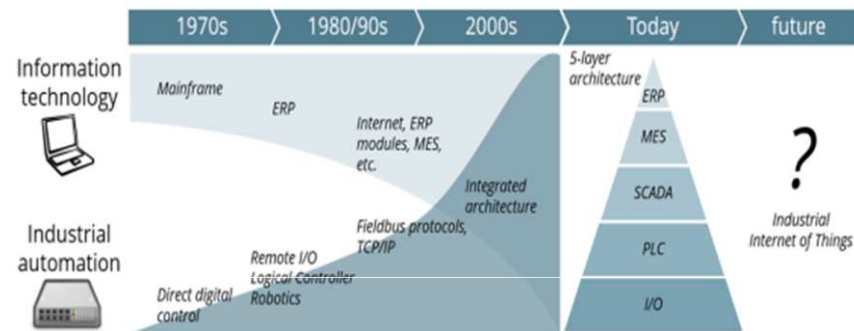 1970s
1980/90s
2000s
Today
future
Information
technology
Industrial
automation
Mainframe
ERP
Internet, ERP
modules, MES,
etc.
Integrated
architecture
Fieldbus protocols,
TCP/IP
Remote I/O
Logical Controller
Robotics
Direct digital
control
5-layer
architecture
ERP
MES
SCADA
PLC
I/O
?
Industrial
Internet of Things